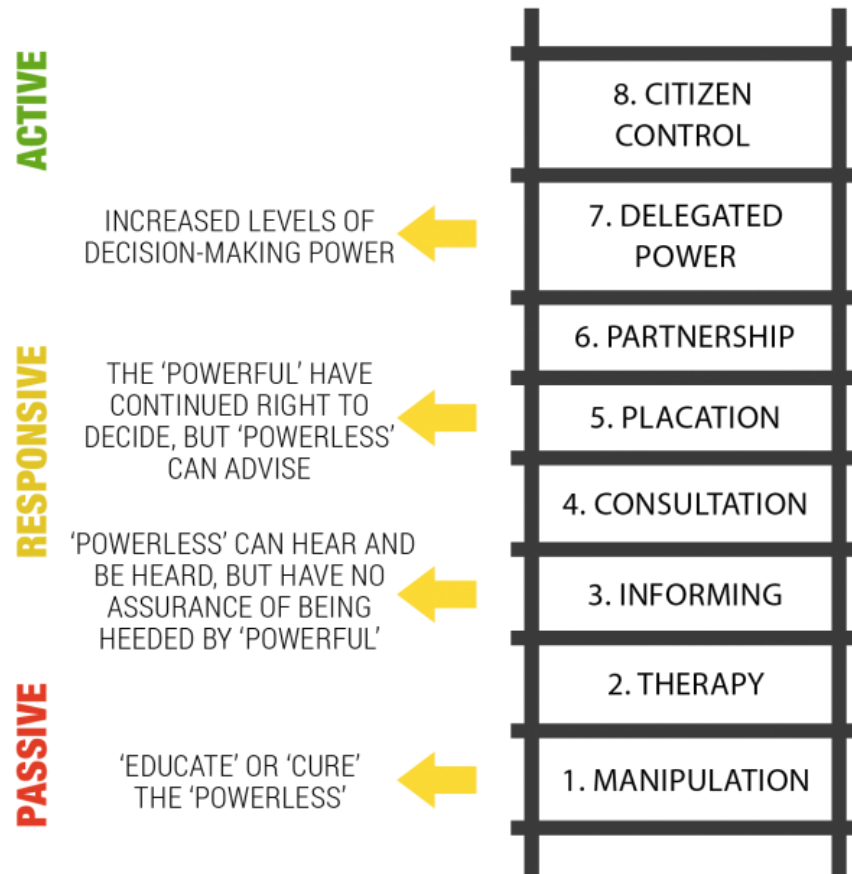 ACTIVE
8. CITIZEN
CONTROL
INCREASED LEVELS OF
DECISION-MAKING POWER
7. DELEGATED
POWER
6. PARTNERSHIP
RESPONSIVE
THE ‘POWERFUL’ HAVE
CONTINUED RIGHT TO
DECIDE, BUT ‘POWERLESS’
CAN ADVISE
5. PLACATION
4. CONSULTATION
‘POWERLESS’ CAN HEAR AND
BE HEARD, BUT HAVE NO
ASSURANCE OF BEING
HEEDED BY ‘POWERFUL’
3. INFORMING
2. THERAPY
PASSIVE
‘EDUCATE’ OR ‘CURE’
THE ‘POWERLESS’
1. MANIPULATION